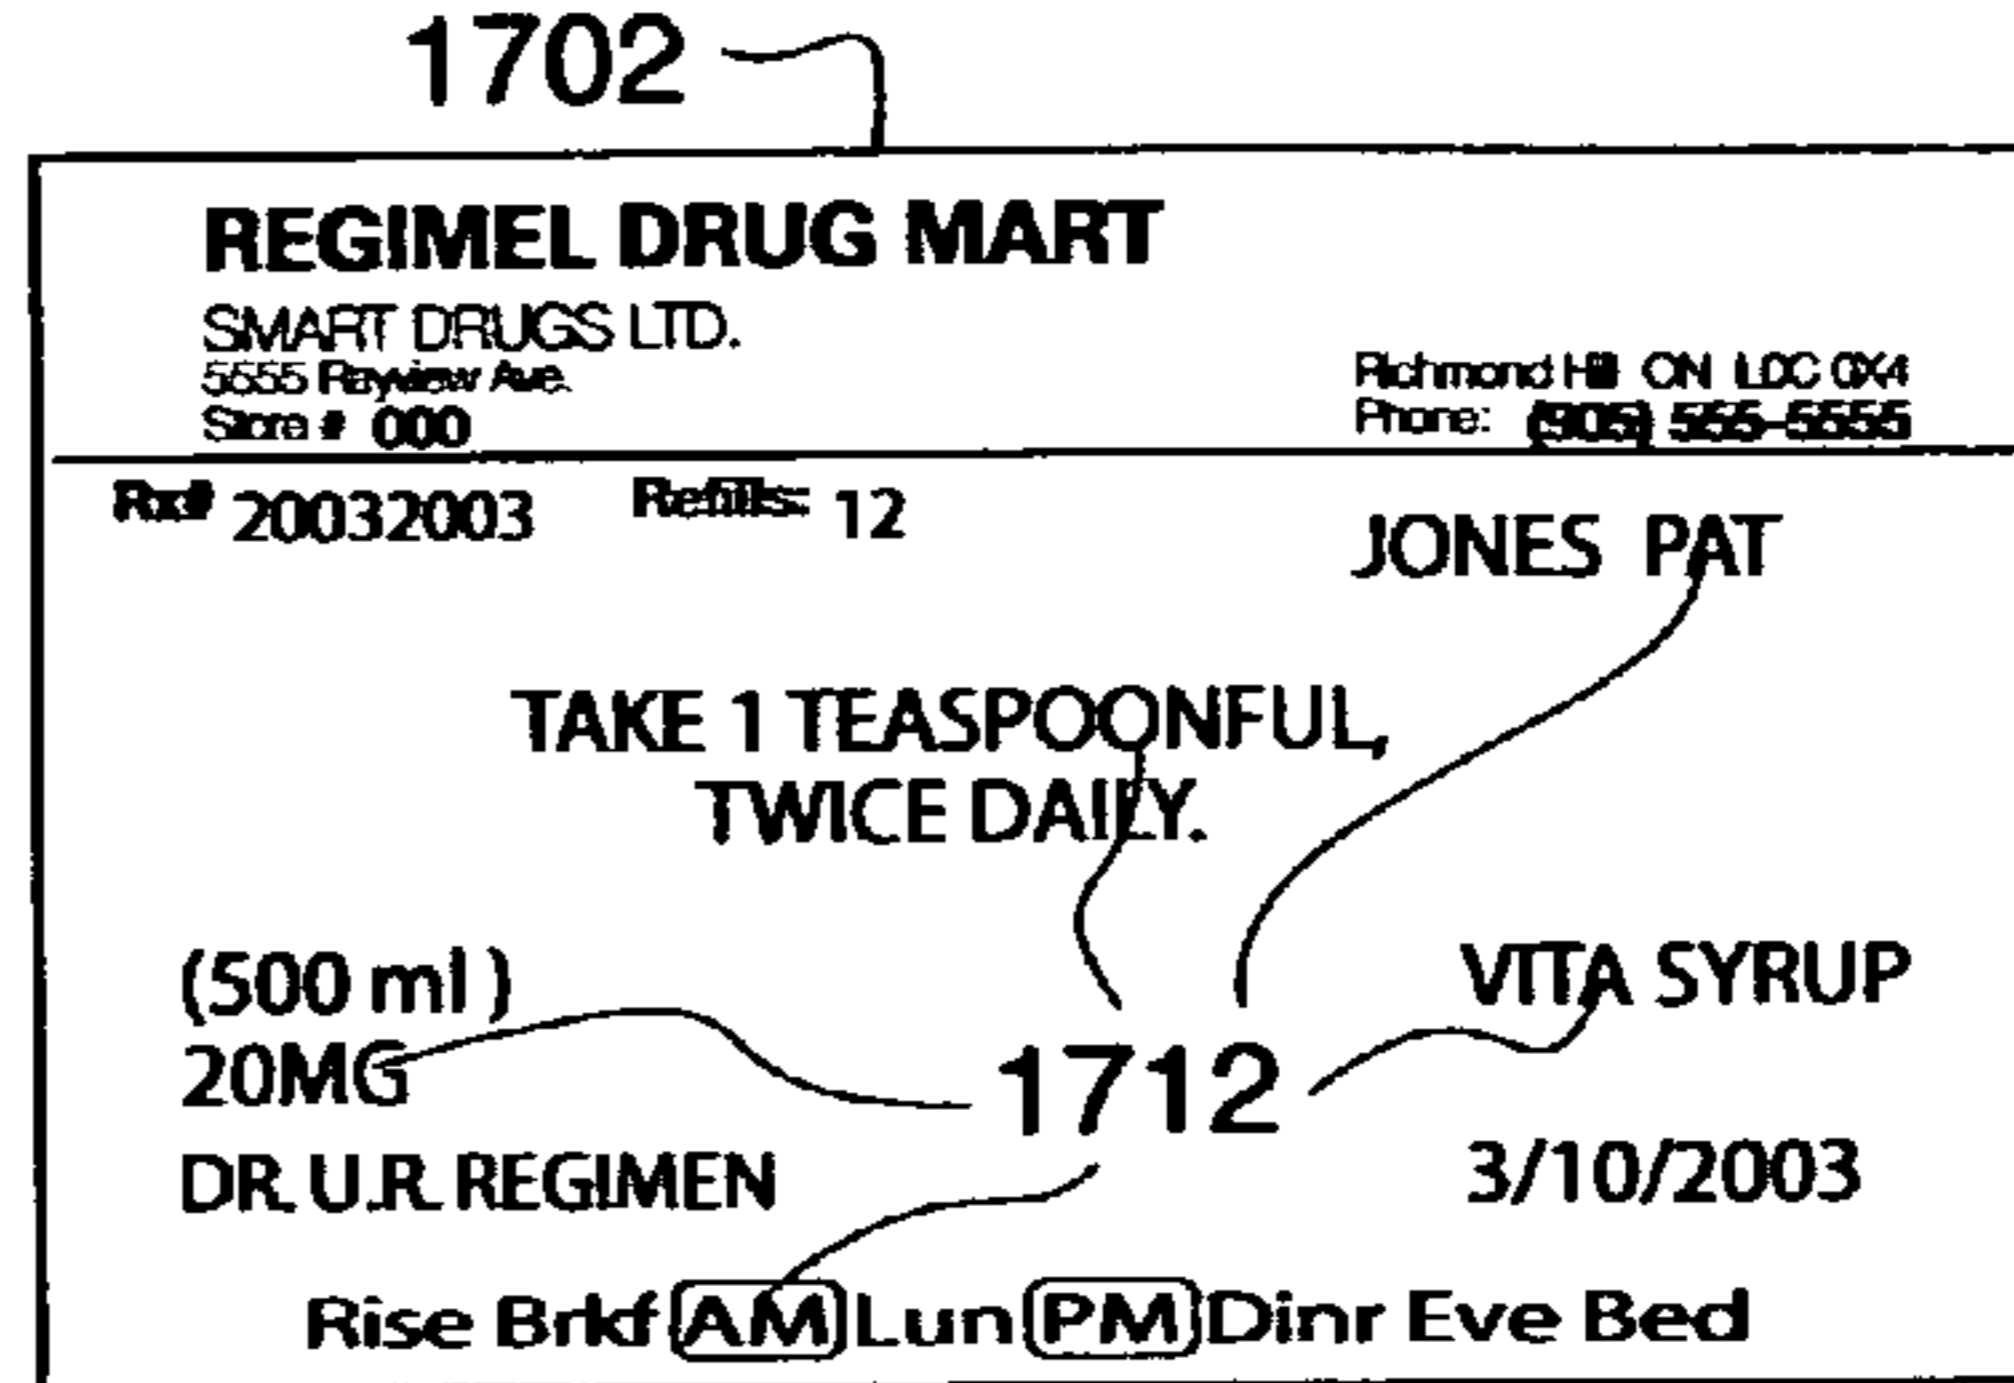 1702
REGIMEL DRUG MART
SMART DRUGS LTD.
5555 Rayview Ave.
Store # 000
Richmond Hill ON L0C 0X4
Phone: (905) 555-5555
Rx# 20032003 Refills: 12
JONES PAT
TAKE 1 TEASPOONFUL,
TWICE DAILY.
(500 ml )
20MG
VITA SYRUP
1712
DR. U.R. REGIMEN
3/10/2003
Rise Brkf AM Lun PM Dinr Eve Bed